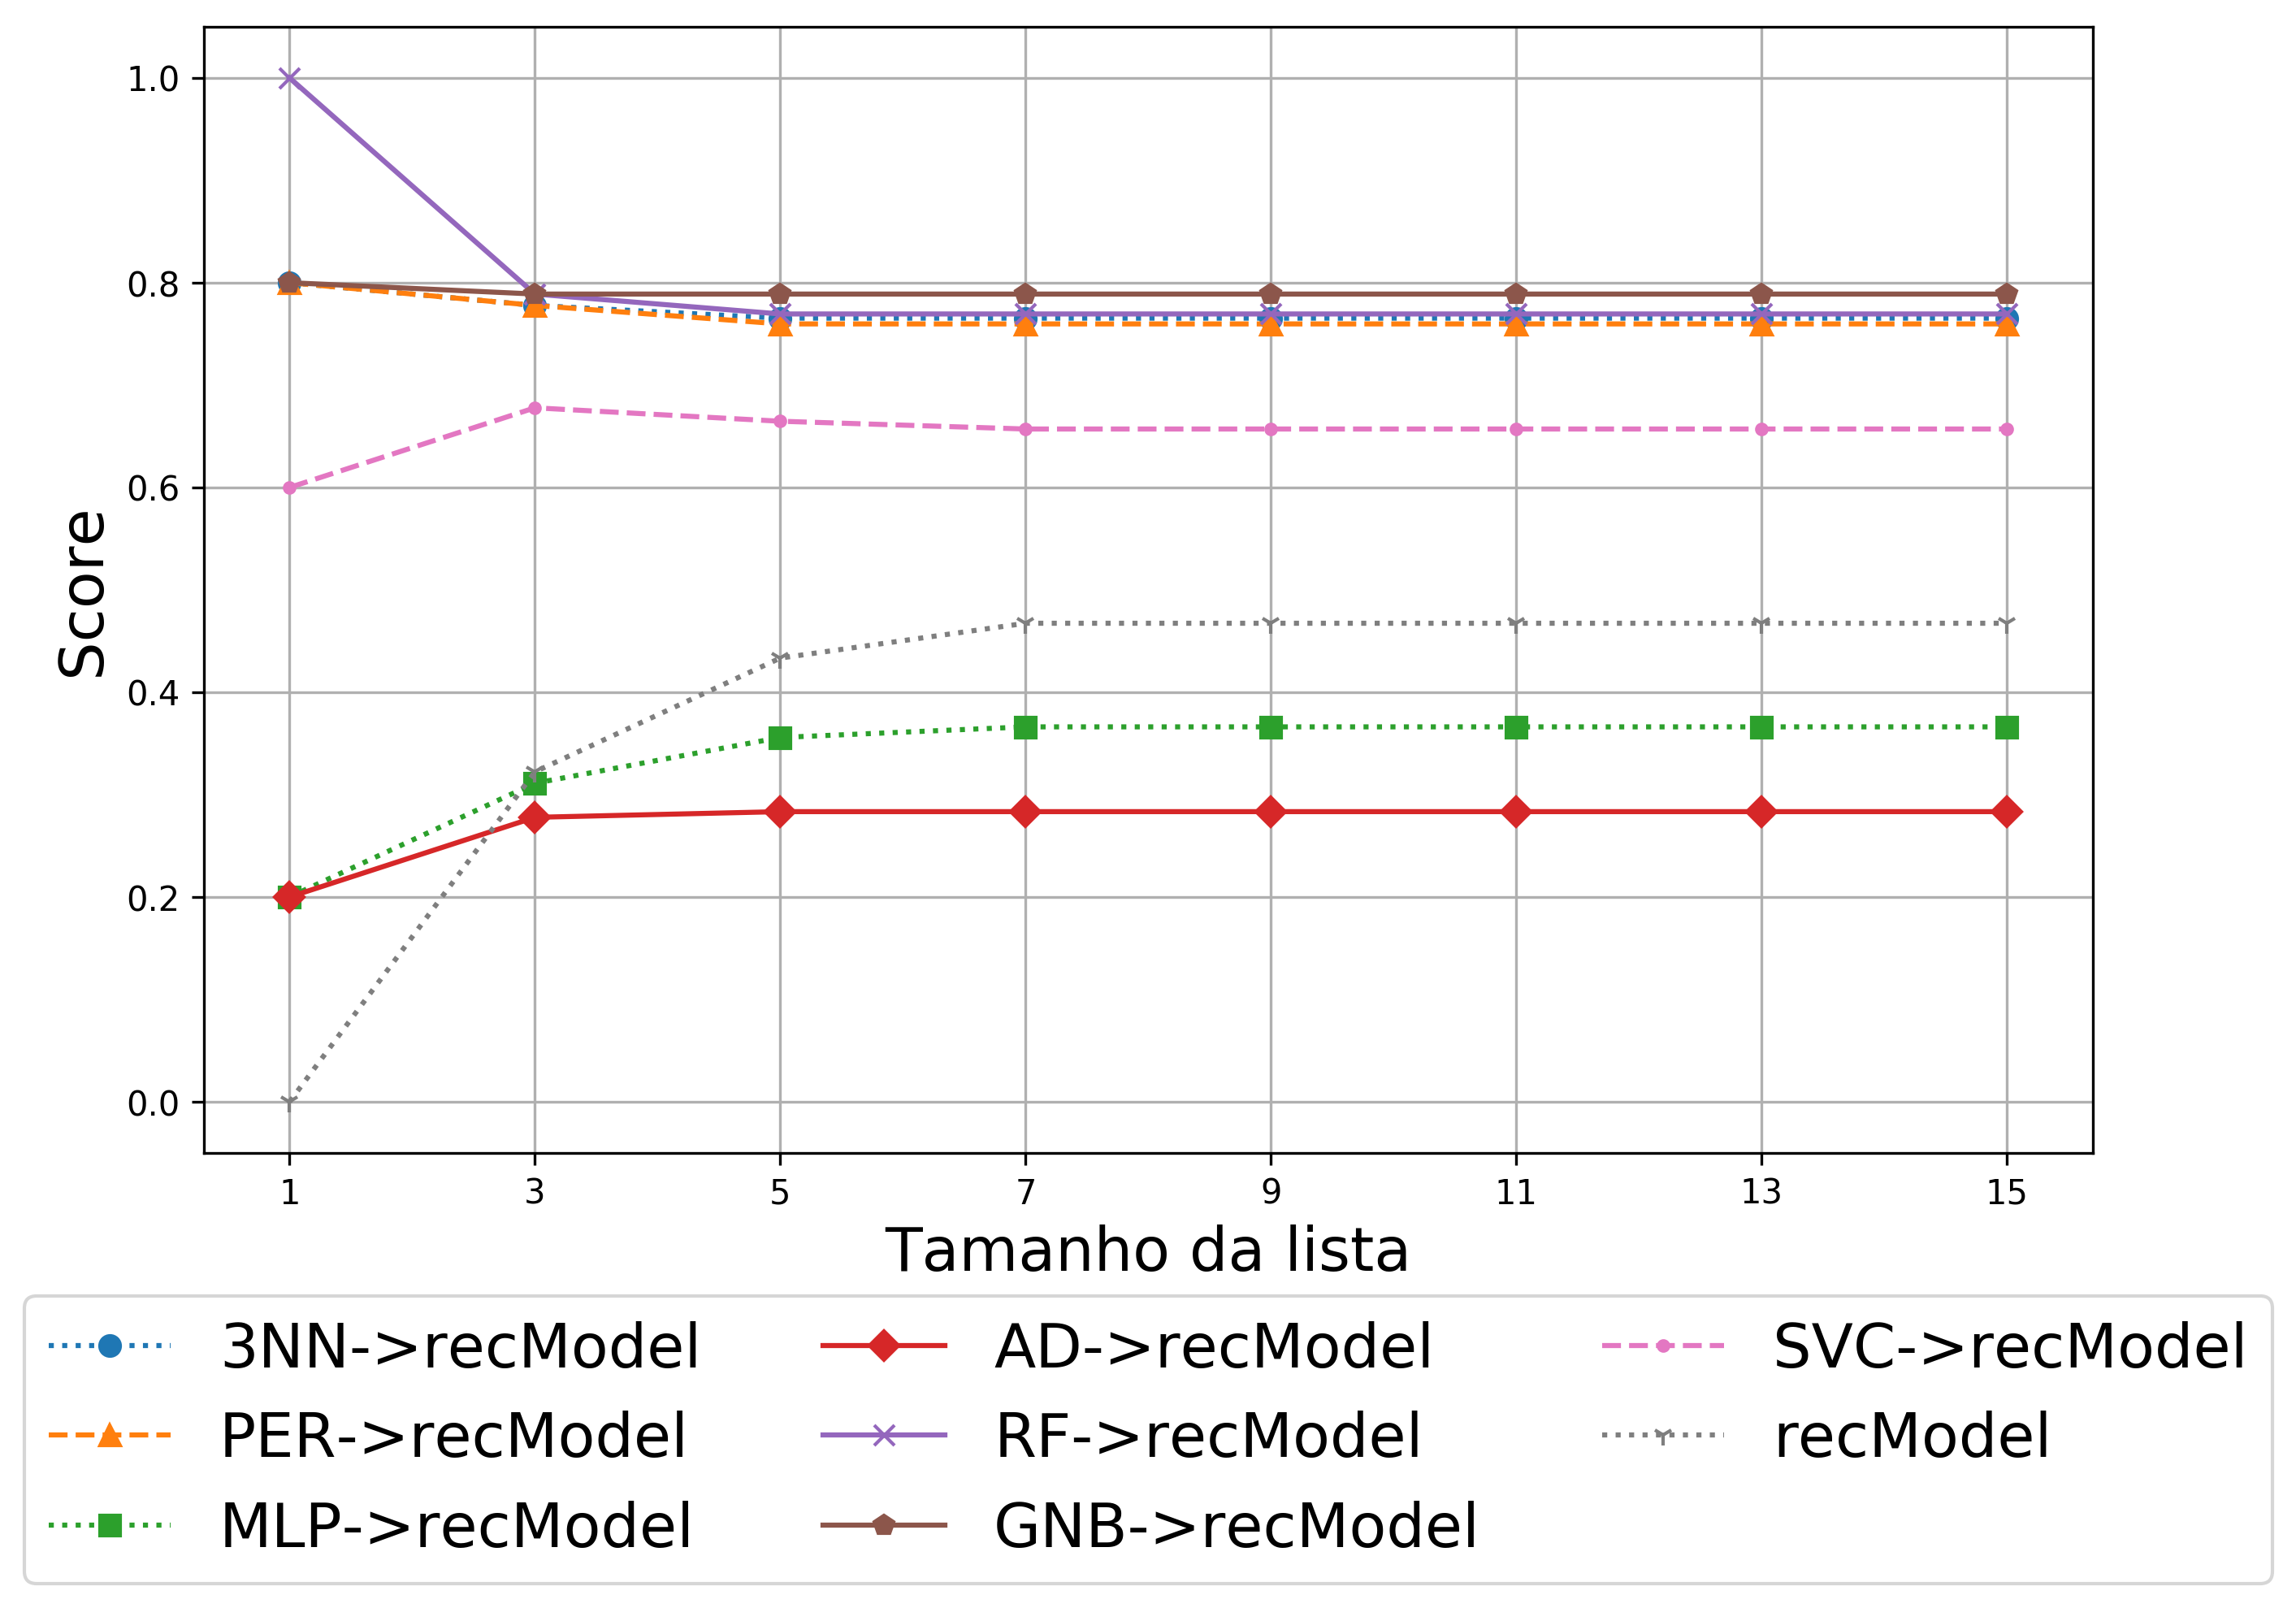 1.0
0.8
0.6
0.4
0.2
0.0
Score
1 3 5 7 9 11 13 15
Tamanho da lista
3NN->recModel AD->recModel SVC->recModel
PER->recModel RF->recModel recModel
MLP->recModel GNB->recModel